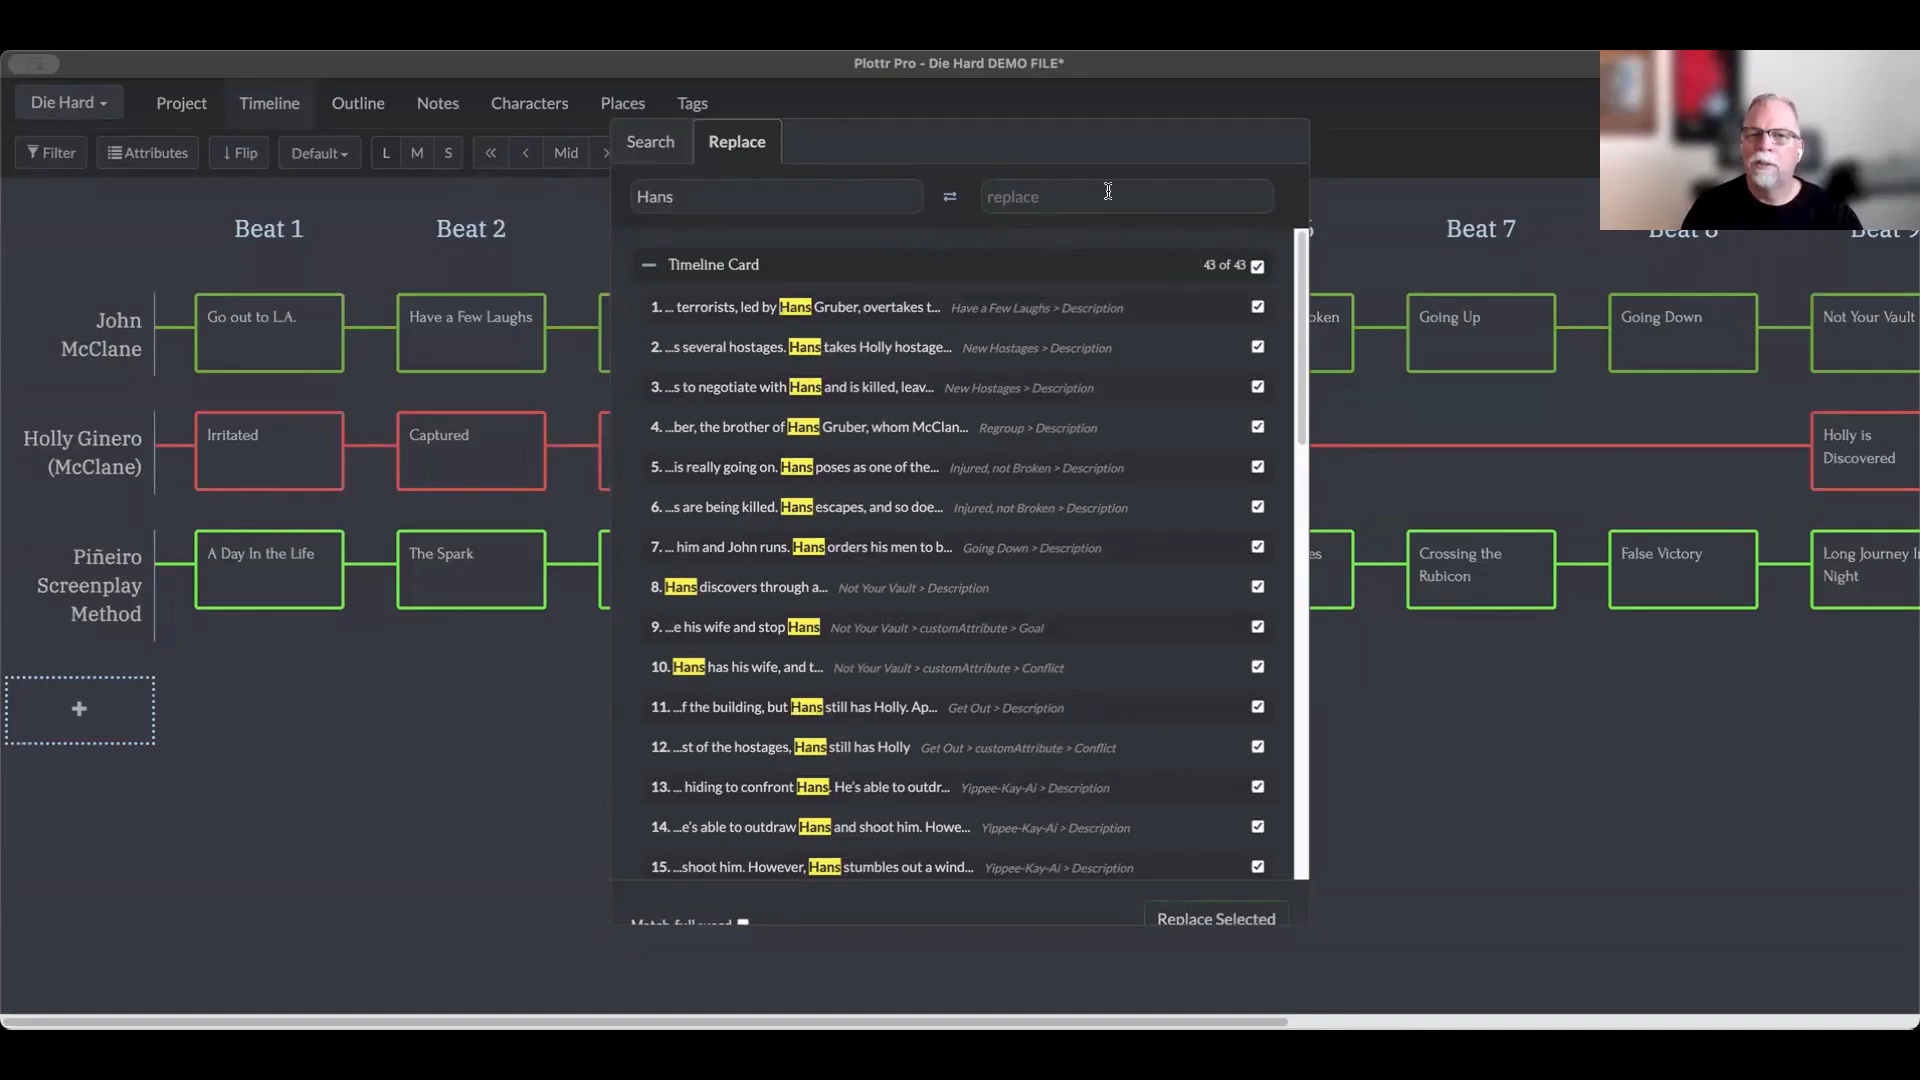 Plottr Pro - Die Hard DEMO FILE*
Die Hard
Project
Timeline
Outline
Notes
Characters
Places
Tags
Filter
Attributes
Flip
Default
L
M
S
Mid
Search
Replace
Hans
replace
Beat 1
Beat 2
Beat 7
Beat 8
Beat 9
Timeline Card
43 of 43
1. ... terrorists, led by Hans Gruber, overtakes t... Have a Few Laughs > Description
2. ...s several hostages. Hans takes Holly hostage... New Hostages > Description
3. ...s to negotiate with Hans and is killed, leav... New Hostages > Description
4. ...ber, the brother of Hans Gruber, whom McClan... Regroup > Description
5. ...is really going on. Hans poses as one of the... Injured, not Broken > Description
6. ...s are being killed. Hans escapes, and so doe... Injured, not Broken > Description
7. ... him and John runs. Hans orders his men to b... Going Down > Description
8. Hans discovers through a... Not Your Vault > Description
9. ...e his wife and stop Hans Not Your Vault > customAttribute > Goal
10. Hans has his wife, and t... Not Your Vault > customAttribute > Conflict
11. ...f the building, but Hans still has Holly. Ap... Get Out > Description
12. ...st of the hostages, Hans still has Holly Get Out > customAttribute > Conflict
13. ... hiding to confront Hans. He's able to outdr... Yippee-Kay-Ai > Description
14. ...e's able to outdraw Hans and shoot him. Howe... Yippee-Kay-Ai > Description
15. ...shoot him. However, Hans stumbles out a wind... Yippee-Kay-Ai > Description
Match full word
Replace Selected
John
McClane
Go out to L.A.
Have a Few Laughs
oken
Going Up
Going Down
Not Your Vault
Holly Ginero
(McClane)
Irritated
Captured
Holly is
Discovered
Piñeiro
Screenplay
Method
A Day In the Life
The Spark
es
Crossing the
Rubicon
False Victory
Long Journey In
Night